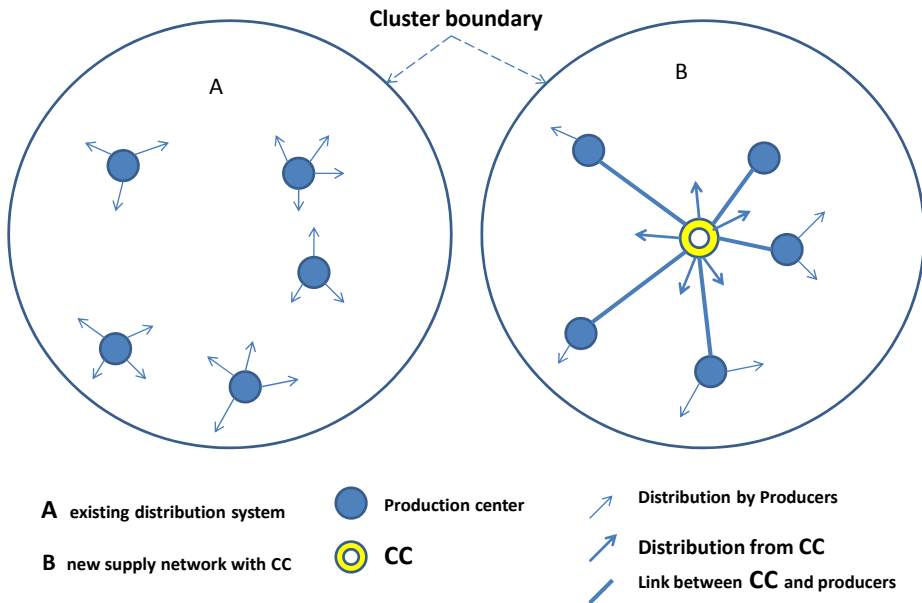 Cluster boundary
A
B
A existing distribution system
Production center
Distribution by Producers
B new supply network with CC
CC
Distribution from CC
Link between CC and producers